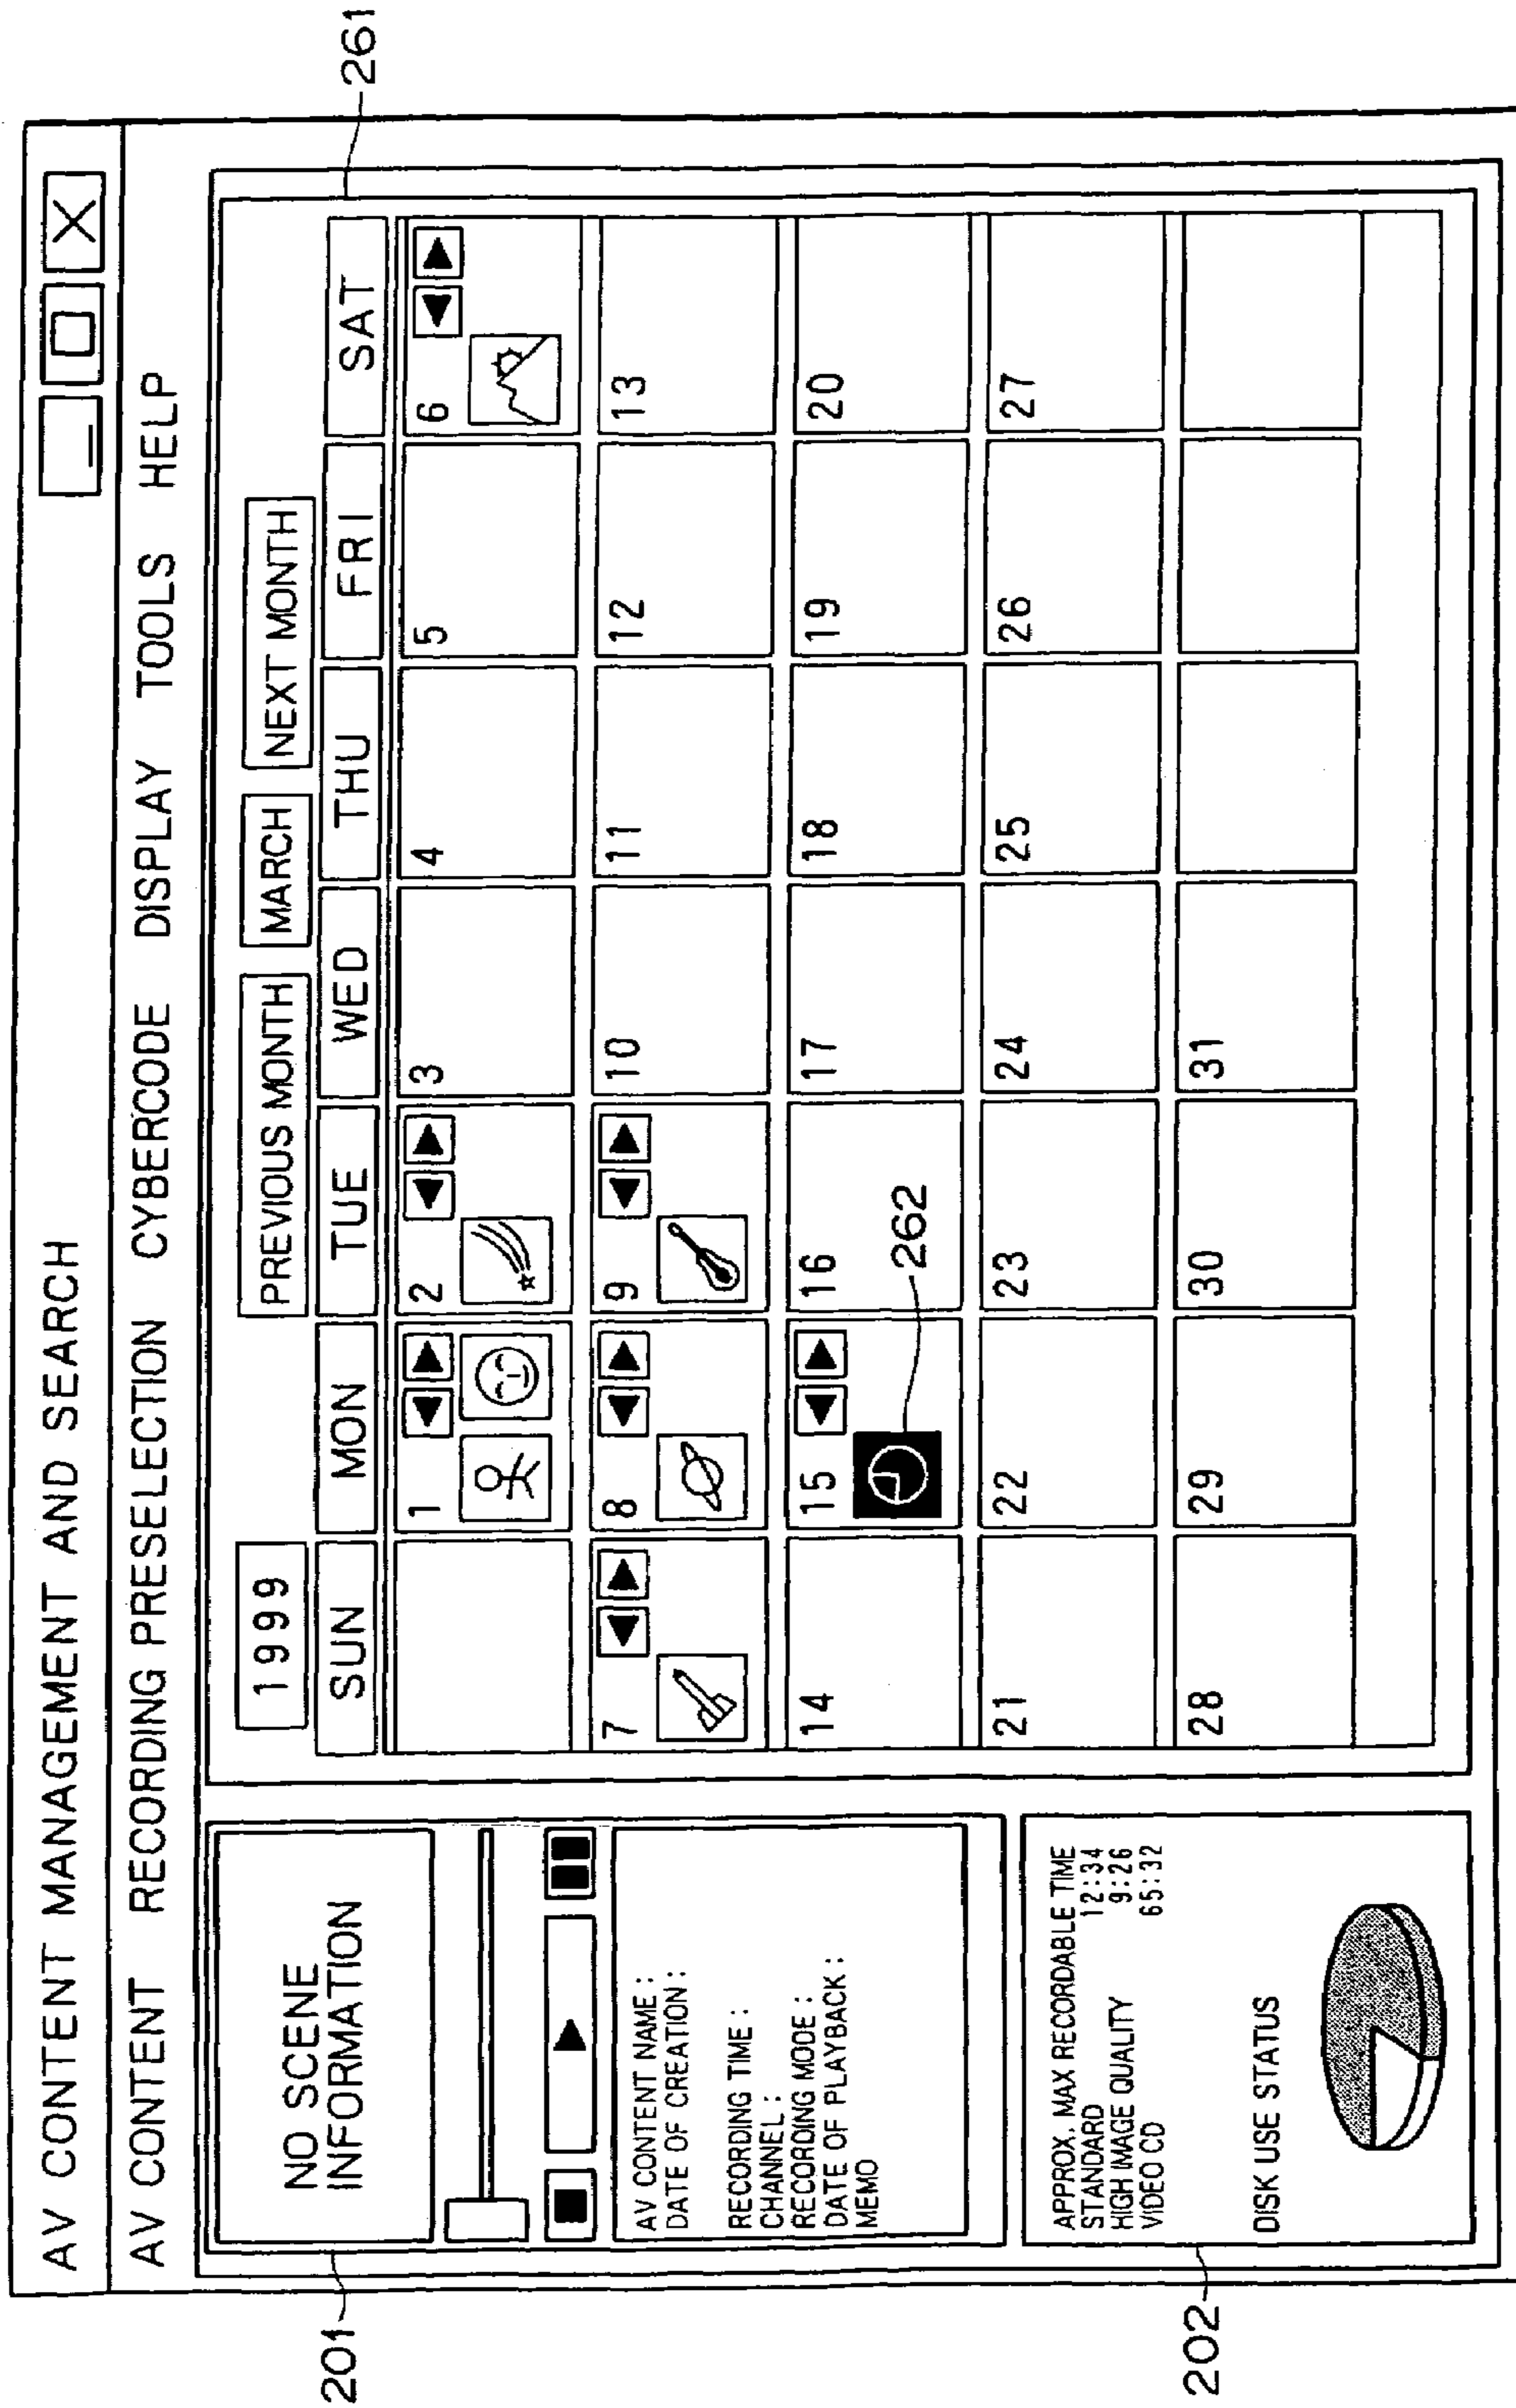 AV CONTENT MANAGEMENT AND SEARCH
AV CONTENT RECORDING PRESELECTION CYBERCODE DISPLAY TOOLS HELP
201
NO SCENE
INFORMATION
AV CONTENT NAME :
DATE OF CREATION :
RECORDING TIME :
CHANNEL :
RECORDING MODE :
DATE OF PLAYBACK :
MEMO
202
APPROX. MAX RECORDABLE TIME
STANDARD 12:34
HIGH IMAGE QUALITY 9:26
VIDEO CD 65:32
DISK USE STATUS
1999 PREVIOUS MONTH MARCH NEXT MONTH
261
SUN MON TUE WED THU FRI SAT
1 2 3 4 5 6
7 8 9 10 11 12 13
14 15 16 17 18 19 20
262
21 22 23 24 25 26 27
28 29 30 31